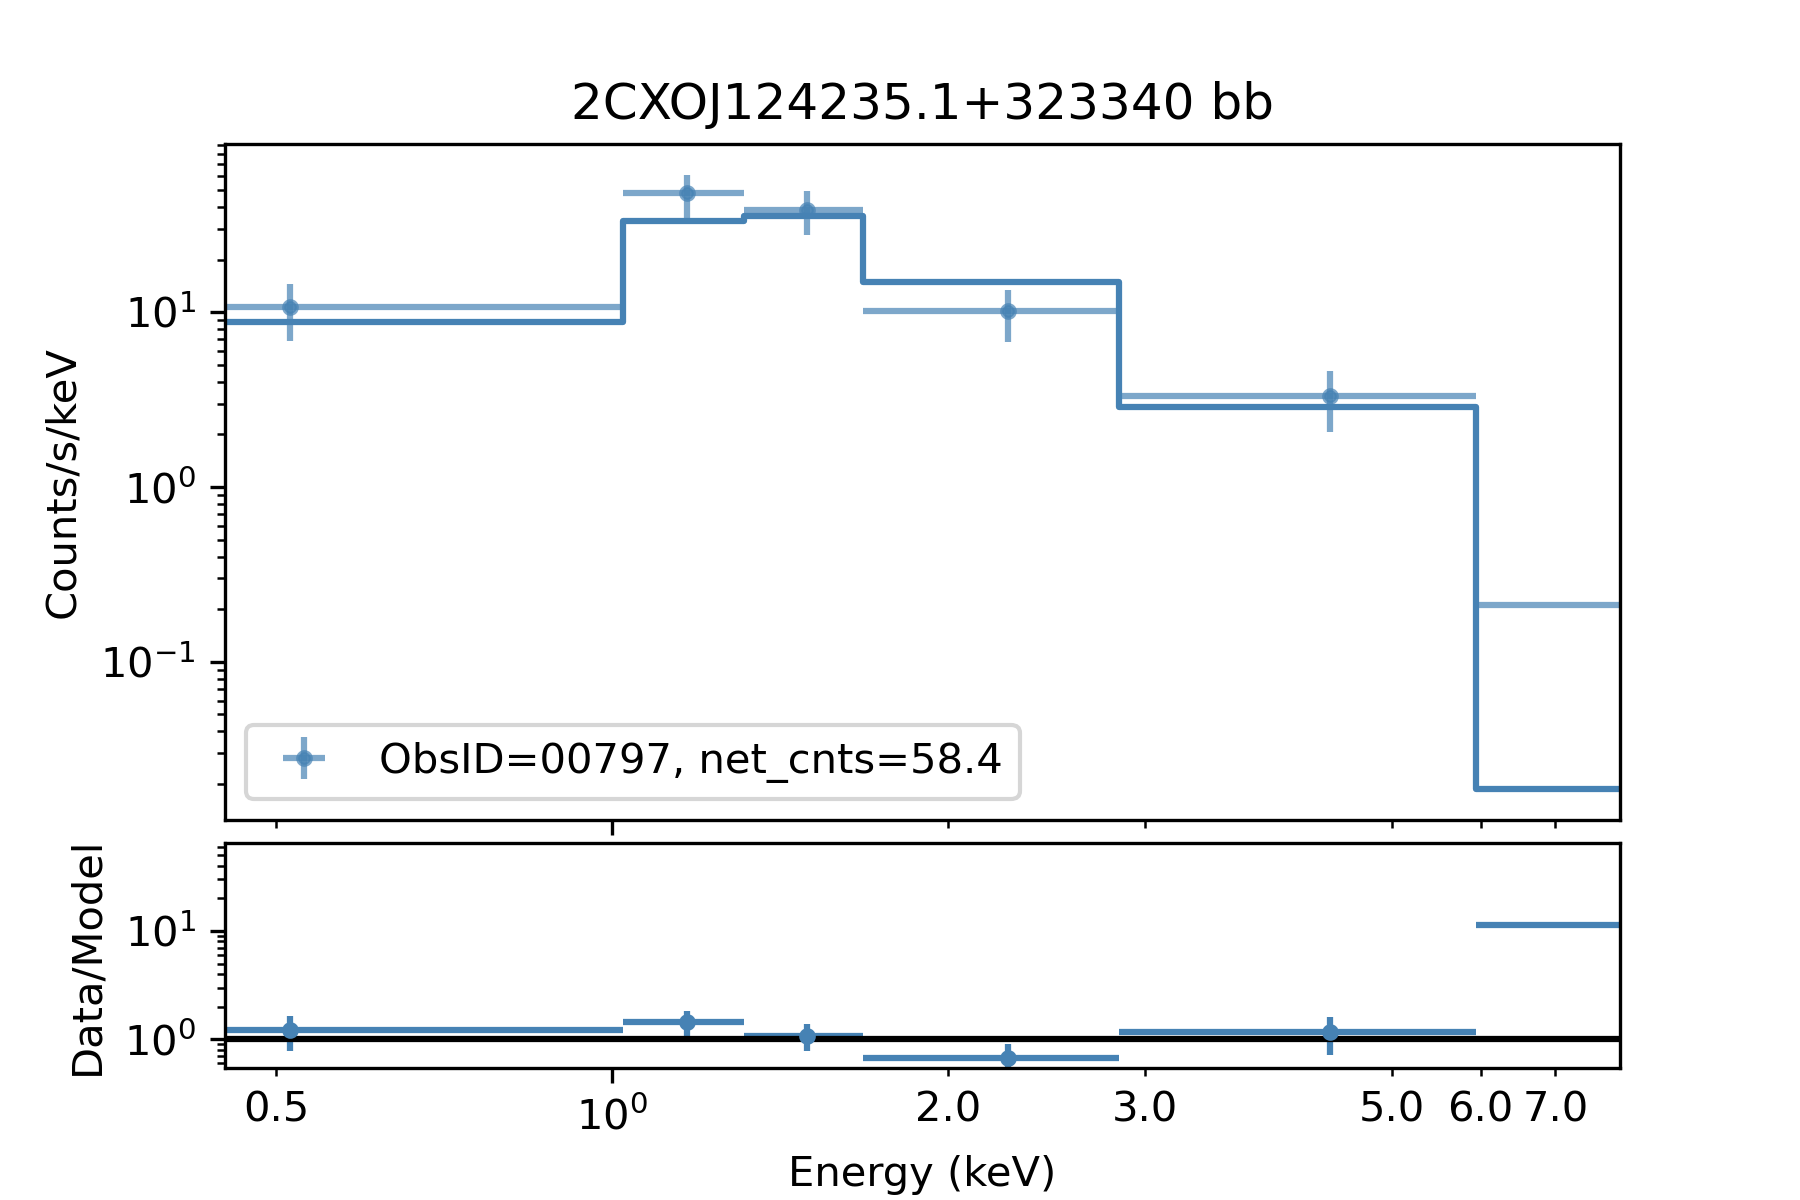 2CXOJ124235.1+323340 bb
Counts/s/keV
10¹
10⁰
10⁻¹
ObsID=00797, net_cnts=58.4
Data/Model
10¹
10⁰
0.5 10⁰ 2.0 3.0 5.0 6.0 7.0
Energy (keV)